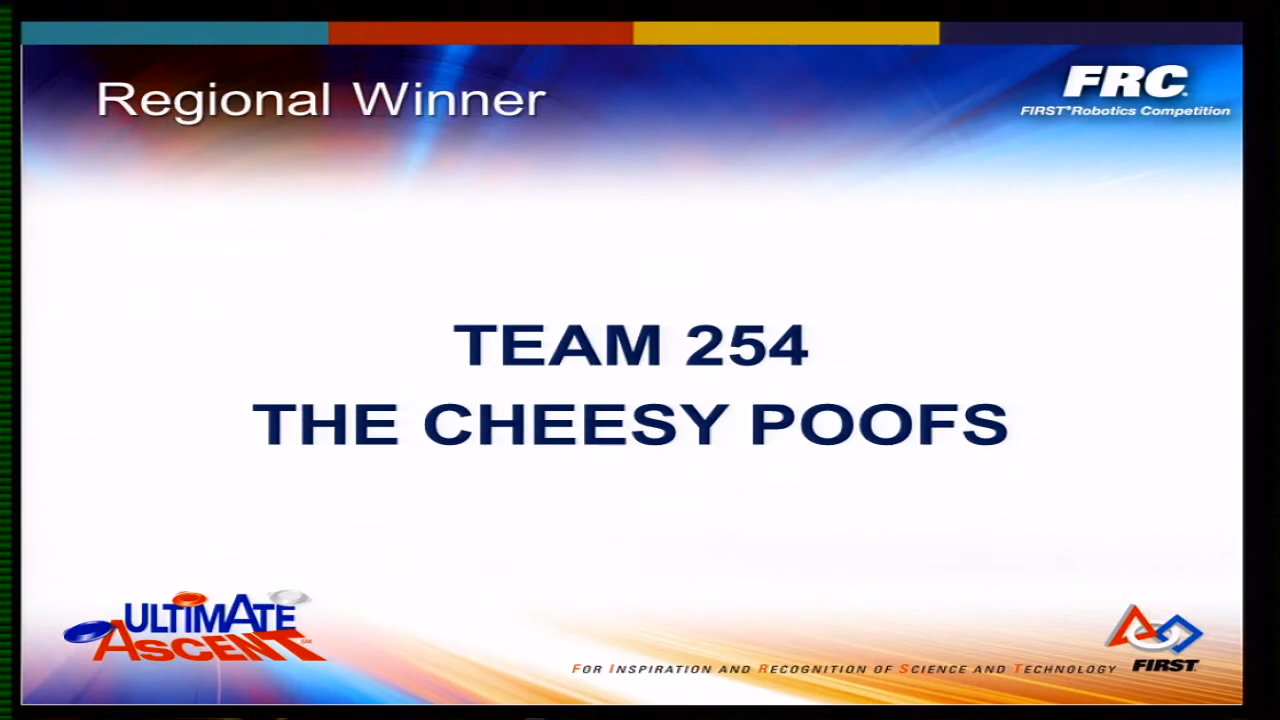 Regional Winner
FRC
FIRST®Robotics Competition
TEAM 254
THE CHEESY POOFS
ULTIMATE
ASCENT℠
FOR INSPIRATION AND RECOGNITION OF SCIENCE AND TECHNOLOGY
FIRST